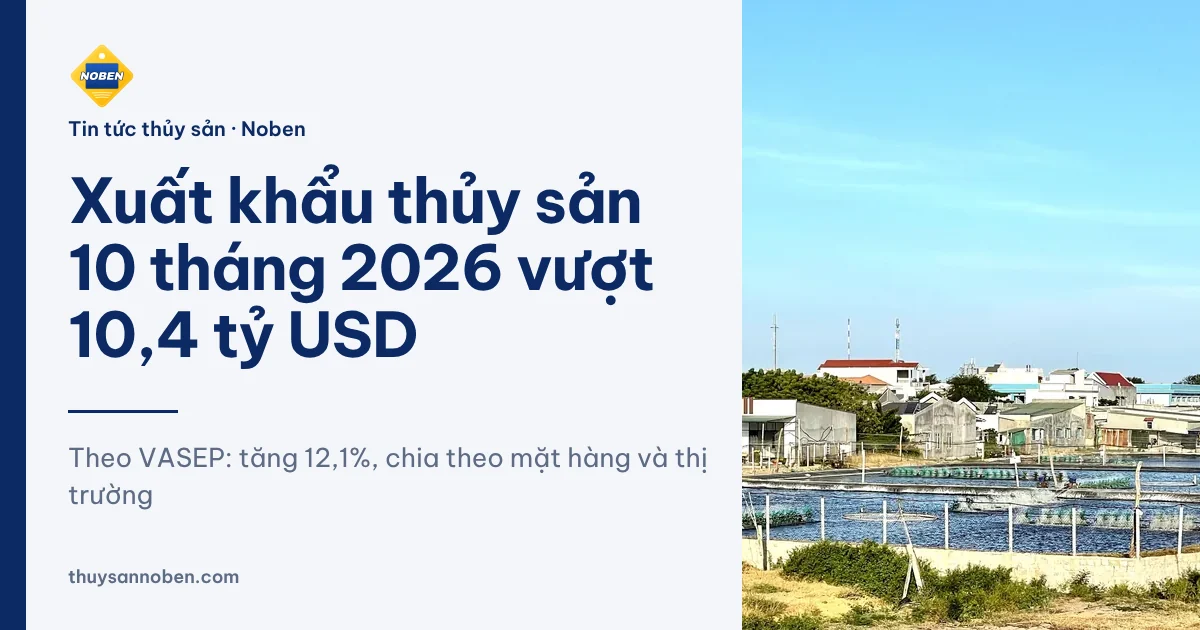 NOBEN
Tin tức thủy sản · Noben
Xuất khẩu thủy sản
10 tháng 2026 vượt
10,4 tỷ USD
Theo VASEP: tăng 12,1%, chia theo mặt hàng và thị
trường
thuysannoben.com